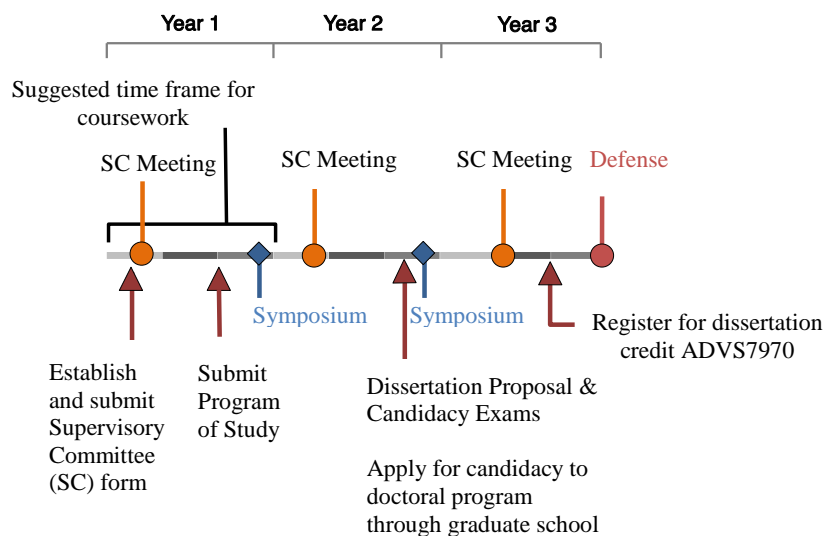 Year 1
Year 2
Year 3
Suggested time frame for
coursework
SC Meeting
SC Meeting
SC Meeting
Defense
Symposium
Symposium
Establish
and submit
Supervisory
Committee
(SC) form
Submit
Program
of Study
Dissertation Proposal &
Candidacy Exams
Apply for candidacy to
doctoral program
through graduate school
Register for dissertation
credit ADVS7970